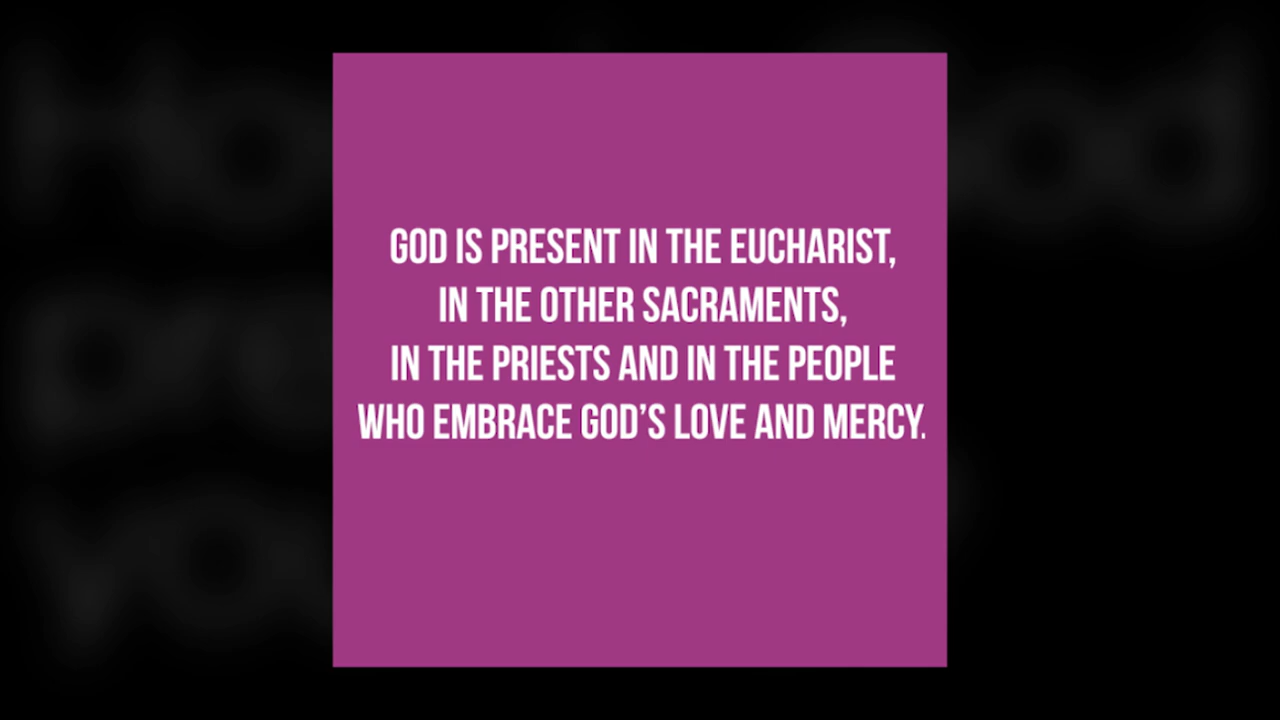 GOD IS PRESENT IN THE EUCHARIST,
IN THE OTHER SACRAMENTS,
IN THE PRIESTS AND IN THE PEOPLE
WHO EMBRACE GOD'S LOVE AND MERCY.